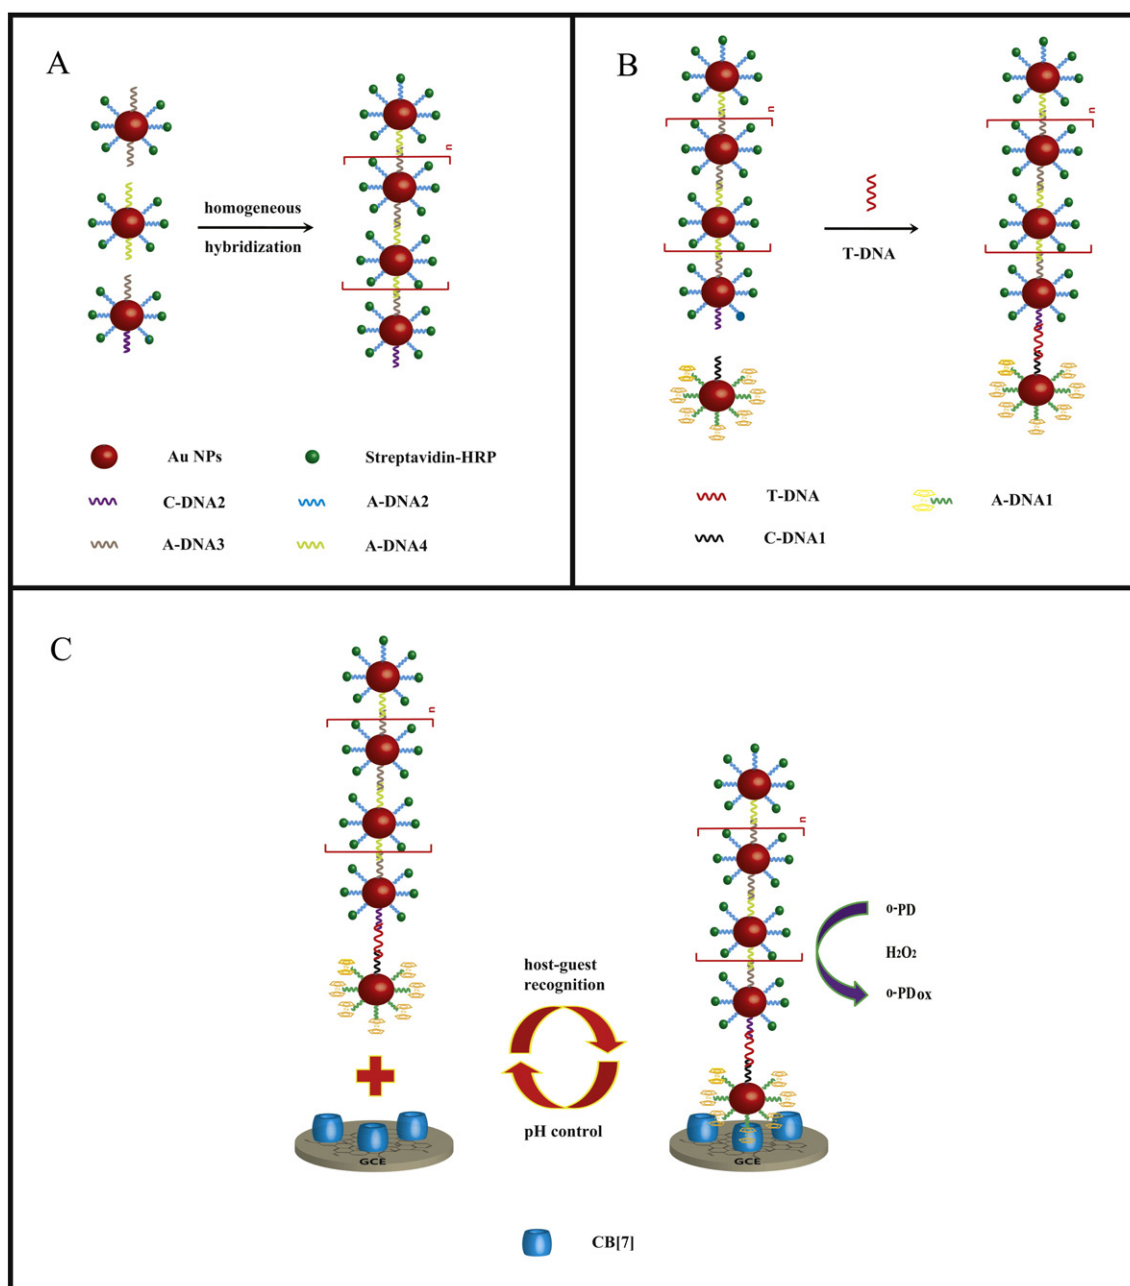 A
n
homogeneous
hybridization
Au NPs
Streptavidin-HRP
C-DNA2
A-DNA2
A-DNA3
A-DNA4
B
n
n
T-DNA
T-DNA
A-DNA1
C-DNA1
C
n
n
o-PD
H2O2
o-PDox
host-guest
recognition
pH control
GCE
GCE
CB[7]